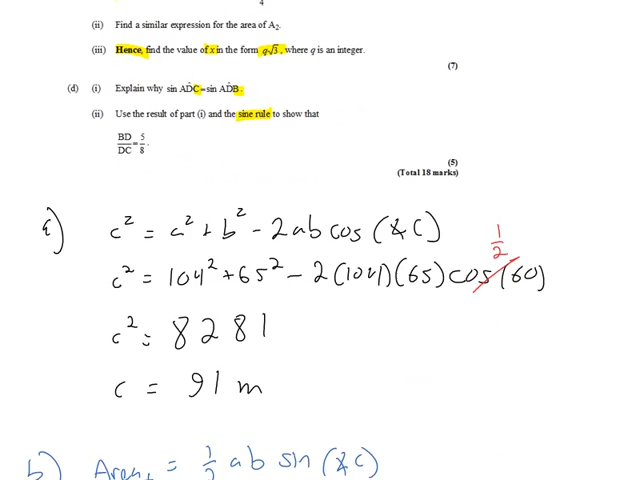 4
(ii) Find a similar expression for the area of A₂.
(iii) Hence, find the value of x in the form q√3, where q is an integer.
(7)
(d) (i) Explain why sin AD̂C=sin AD̂B.
(ii) Use the result of part (i) and the sine rule to show that
BD/DC = 5/8.
(5)
(Total 18 marks)
a) c² = a² + b² - 2ab cos (∡C)
1/2
c² = 104² + 65² - 2(104)(65) cos(60)
c² = 8281
c = 91 m
b) Area = 1/2 ab sin (∡C)